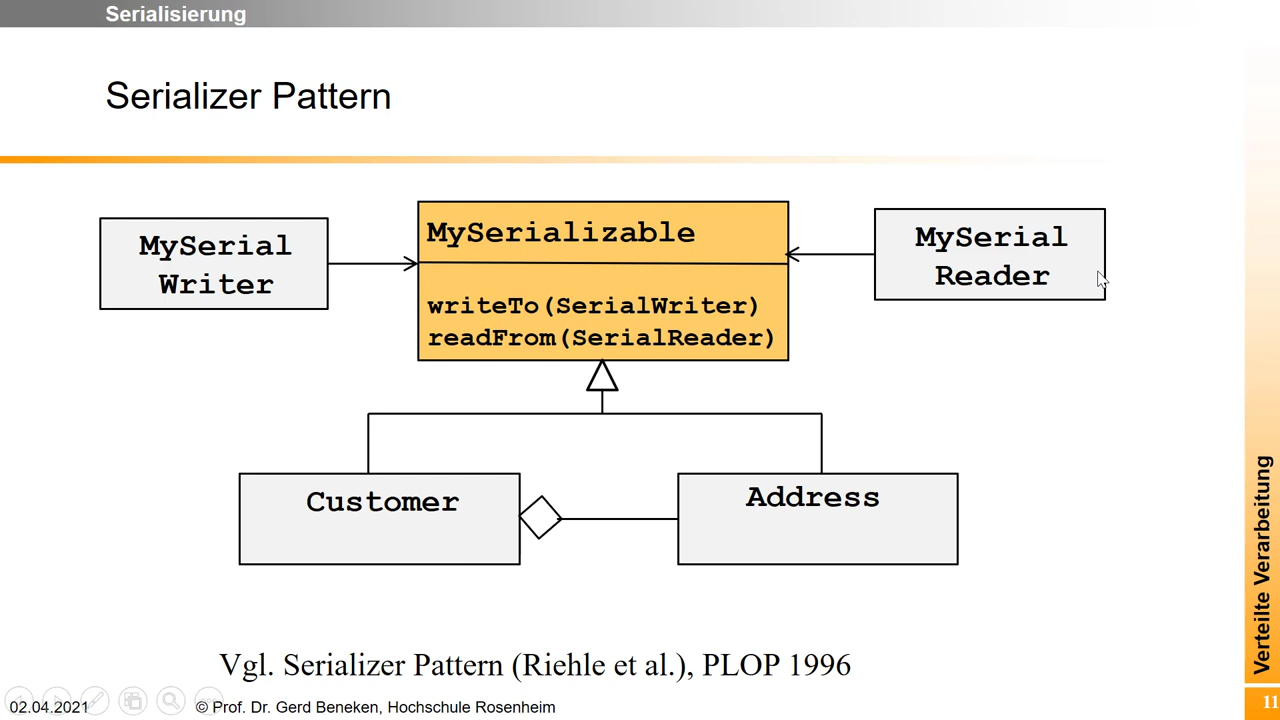 Serialisierung
Serializer Pattern
MySerial
Writer
MySerializable
writeTo(SerialWriter)
readFrom(SerialReader)
MySerial
Reader
Customer
Address
Vgl. Serializer Pattern (Riehle et al.), PLOP 1996
Verteilte Verarbeitung
02.04.2021
© Prof. Dr. Gerd Beneken, Hochschule Rosenheim
11